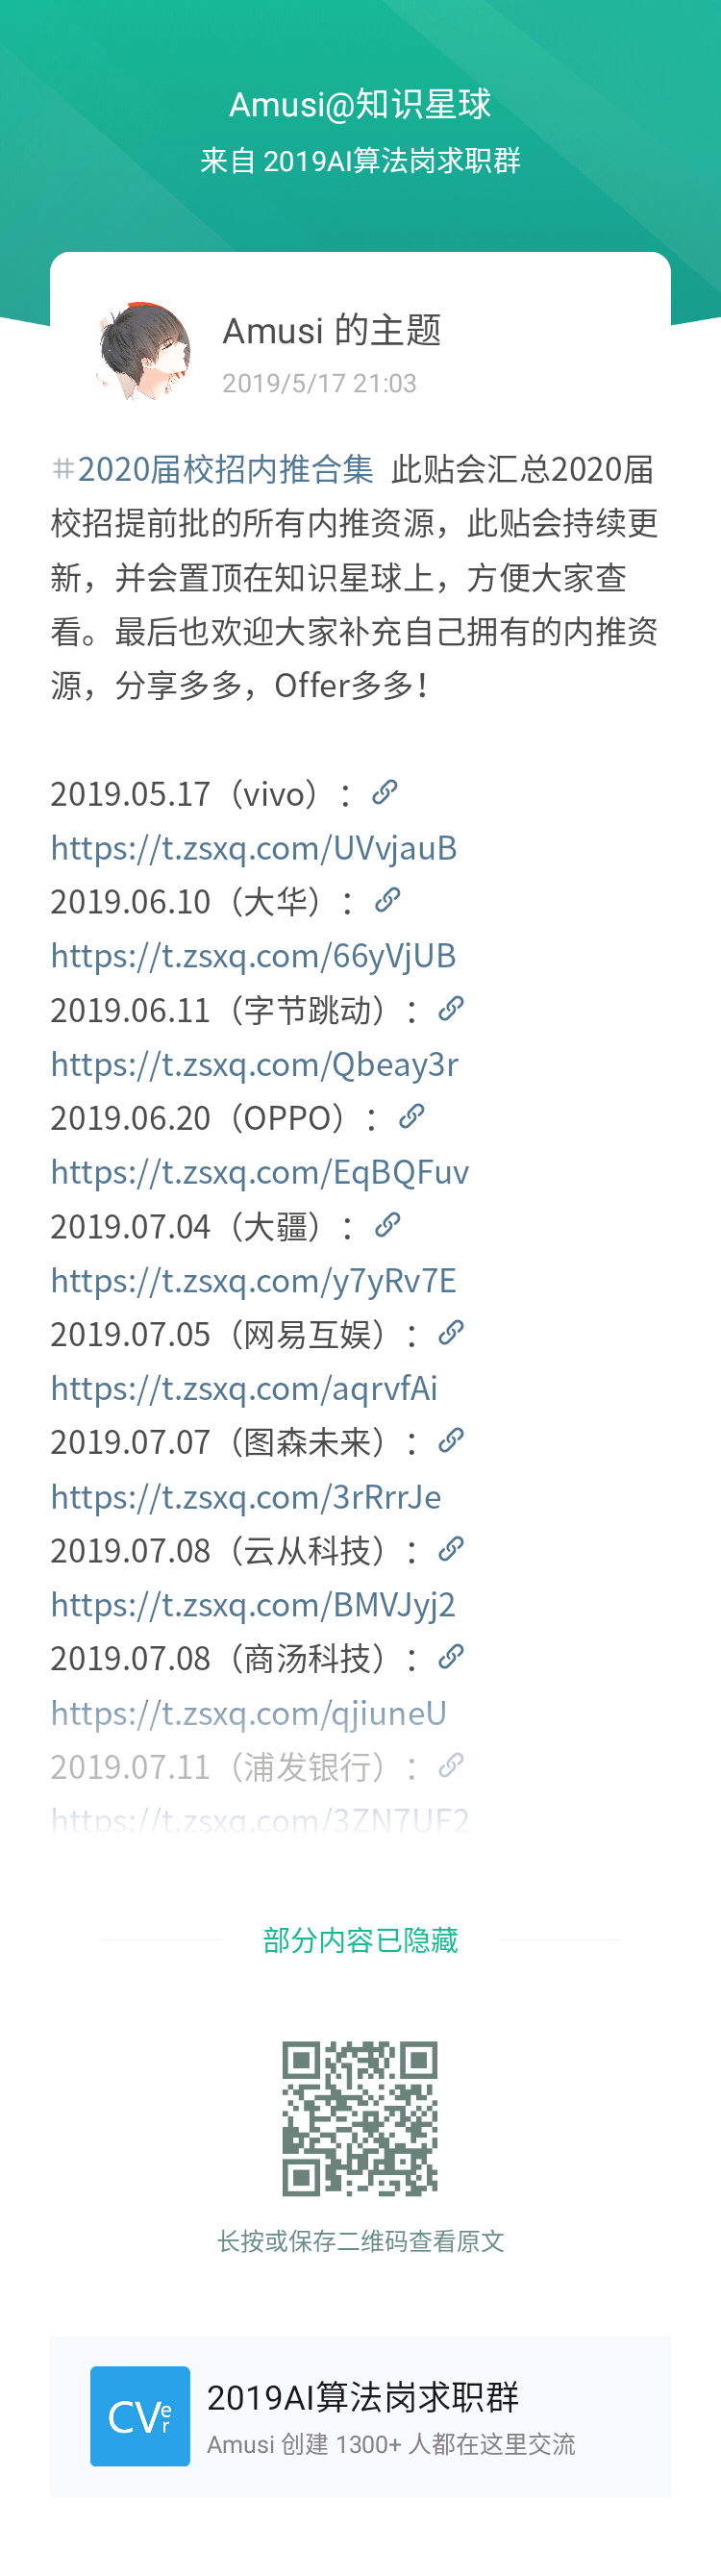 Amusi@知识星球
来自 2019AI算法岗求职群
Amusi 的主题
2019/5/17 21:03
#2020届校招内推合集 此贴会汇总2020届
校招提前批的所有内推资源，此贴会持续更
新，并会置顶在知识星球上，方便大家查
看。最后也欢迎大家补充自己拥有的内推资
源，分享多多，Offer多多！
2019.05.17（vivo）：
https://t.zsxq.com/UVvjauB
2019.06.10（大华）：
https://t.zsxq.com/66yVjUB
2019.06.11（字节跳动）：
https://t.zsxq.com/Qbeay3r
2019.06.20（OPPO）：
https://t.zsxq.com/EqBQFuv
2019.07.04（大疆）：
https://t.zsxq.com/y7yRv7E
2019.07.05（网易互娱）：
https://t.zsxq.com/aqrvfAi
2019.07.07（图森未来）：
https://t.zsxq.com/3rRrrJe
2019.07.08（云从科技）：
https://t.zsxq.com/BMVJyj2
2019.07.08（商汤科技）：
https://t.zsxq.com/qjiuneU
2019.07.11（浦发银行）：
https://t.zsxq.com/3ZN7UF2
部分内容已隐藏
长按或保存二维码查看原文
CVer
2019AI算法岗求职群
Amusi 创建 1300+ 人都在这里交流